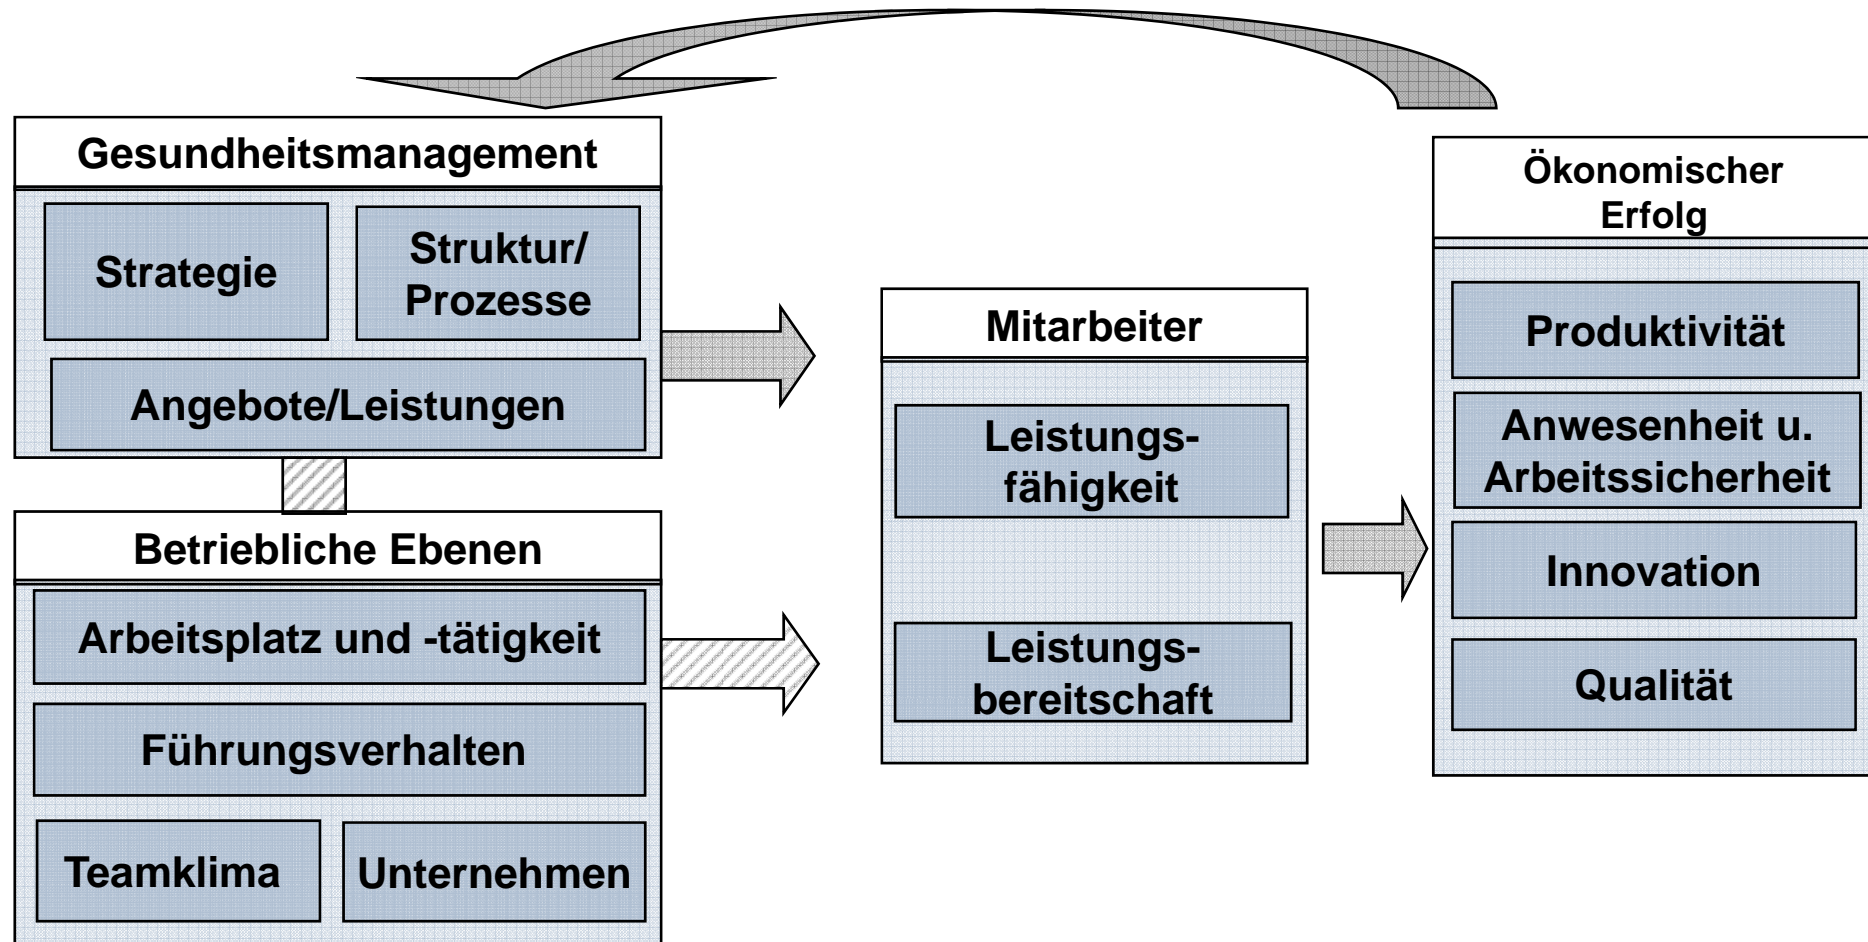 Gesundheitsmanagement
Strategie
Struktur/
Prozesse
Angebote/Leistungen
Betriebliche Ebenen
Arbeitsplatz und -tätigkeit
Führungsverhalten
Teamklima
Unternehmen
Mitarbeiter
Leistungs-
fähigkeit
Leistungs-
bereitschaft
Ökonomischer
Erfolg
Produktivität
Anwesenheit u.
Arbeitssicherheit
Innovation
Qualität